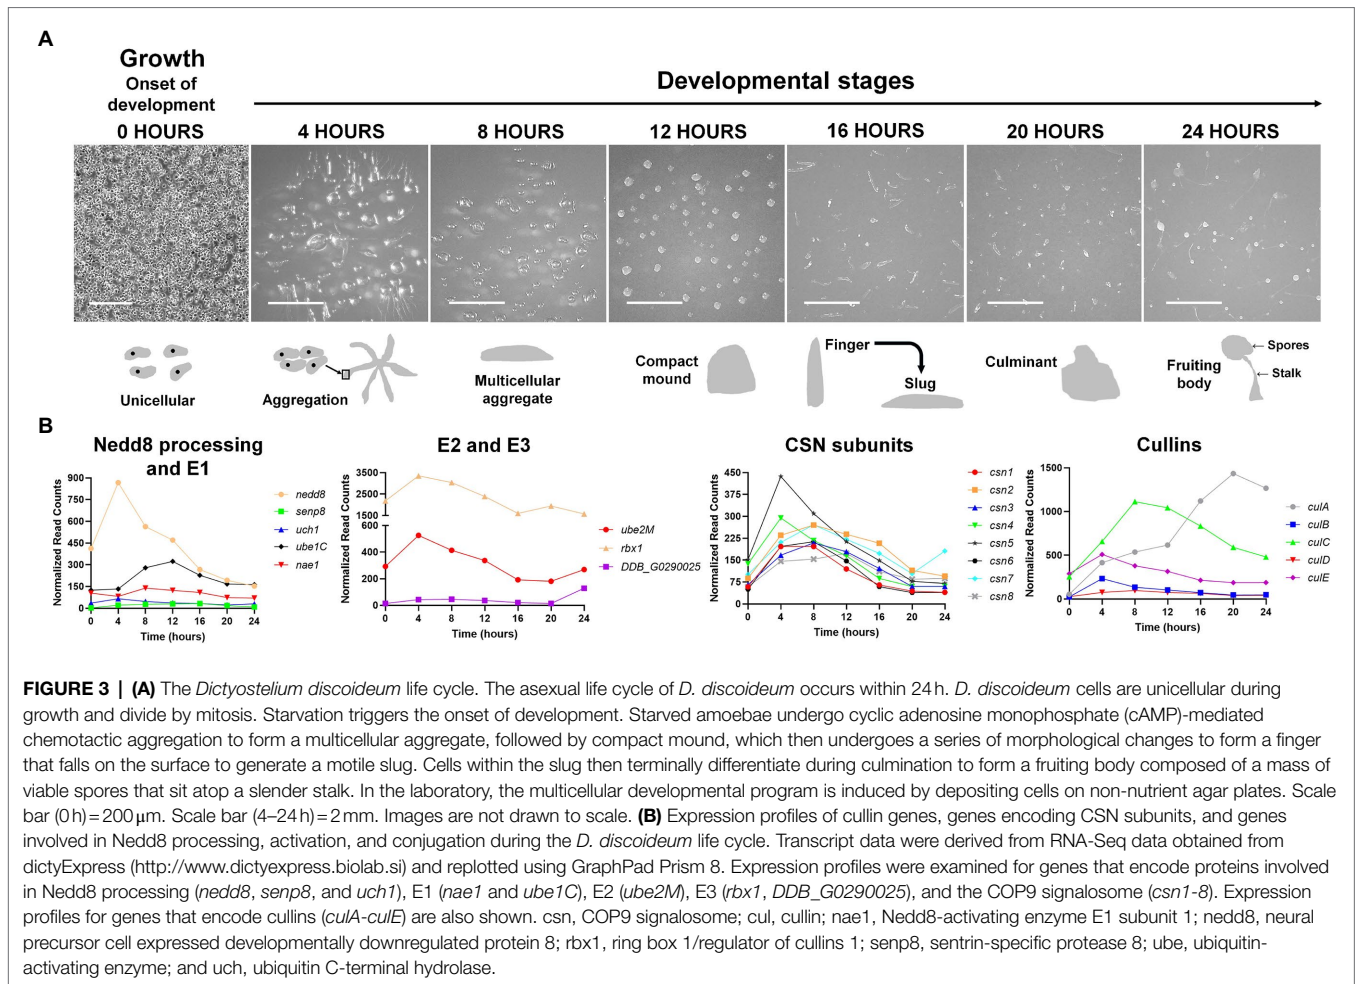 A
Growth
Onset of
development
Developmental stages
0 HOURS
4 HOURS
8 HOURS
12 HOURS
16 HOURS
20 HOURS
24 HOURS
Unicellular
Aggregation
Multicellular
aggregate
Compact
mound
Finger
Slug
Culminant
Fruiting
body
Spores
Stalk
B
Nedd8 processing
and E1
Normalized Read Counts
900
750
600
450
300
150
0
0 4 8 12 16 20 24
Time (hours)
nedd8
senp8
uch1
ube1C
nae1
E2 and E3
Normalized Read Counts
3500
2500
1500
600
400
200
0
0 4 8 12 16 20 24
Time (hours)
ube2M
rbx1
DDB_G0290025
CSN subunits
Normalized Read Counts
450
375
300
225
150
75
0
0 4 8 12 16 20 24
Time (hours)
csn1
csn2
csn3
csn4
csn5
csn6
csn7
csn8
Cullins
Normalized Read Counts
1500
1000
500
0
0 4 8 12 16 20 24
Time (hours)
culA
culB
culC
culD
culE
FIGURE 3 | (A) The Dictyostelium discoideum life cycle. The asexual life cycle of D. discoideum occurs within 24 h. D. discoideum cells are unicellular during
growth and divide by mitosis. Starvation triggers the onset of development. Starved amoebae undergo cyclic adenosine monophosphate (cAMP)-mediated
chemotactic aggregation to form a multicellular aggregate, followed by compact mound, which then undergoes a series of morphological changes to form a finger
that falls on the surface to generate a motile slug. Cells within the slug then terminally differentiate during culmination to form a fruiting body composed of a mass of
viable spores that sit atop a slender stalk. In the laboratory, the multicellular developmental program is induced by depositing cells on non-nutrient agar plates. Scale
bar (0 h) = 200 μm. Scale bar (4–24 h) = 2 mm. Images are not drawn to scale. (B) Expression profiles of cullin genes, genes encoding CSN subunits, and genes
involved in Nedd8 processing, activation, and conjugation during the D. discoideum life cycle. Transcript data were derived from RNA-Seq data obtained from
dictyExpress (http://www.dictyexpress.biolab.si) and replotted using GraphPad Prism 8. Expression profiles were examined for genes that encode proteins involved
in Nedd8 processing (nedd8, senp8, and uch1), E1 (nae1 and ube1C), E2 (ube2M), E3 (rbx1, DDB_G0290025), and the COP9 signalosome (csn1-8). Expression
profiles for genes that encode cullins (culA-culE) are also shown. csn, COP9 signalosome; cul, cullin; nae1, Nedd8-activating enzyme E1 subunit 1; nedd8, neural
precursor cell expressed developmentally downregulated protein 8; rbx1, ring box 1/regulator of cullins 1; senp8, sentrin-specific protease 8; ube, ubiquitin-
activating enzyme; and uch, ubiquitin C-terminal hydrolase.